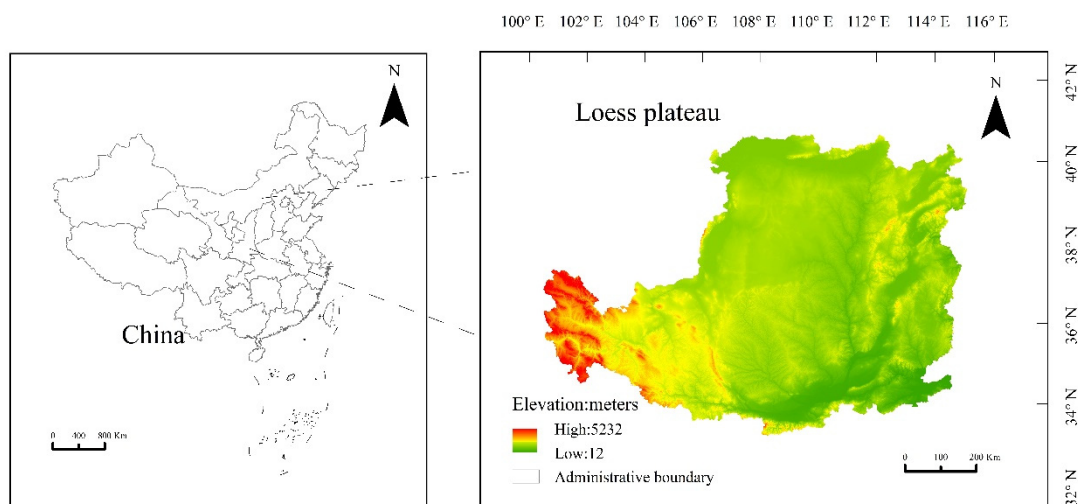 100° E 102° E 104° E 106° E 108° E 110° E 112° E 114° E 116° E
N
China
0 400 800 Km
N
Loess plateau
Elevation:meters
High:5232
Low:12
Administrative boundary
0 100 200 Km
42° N
40° N
38° N
36° N
34° N
32° N